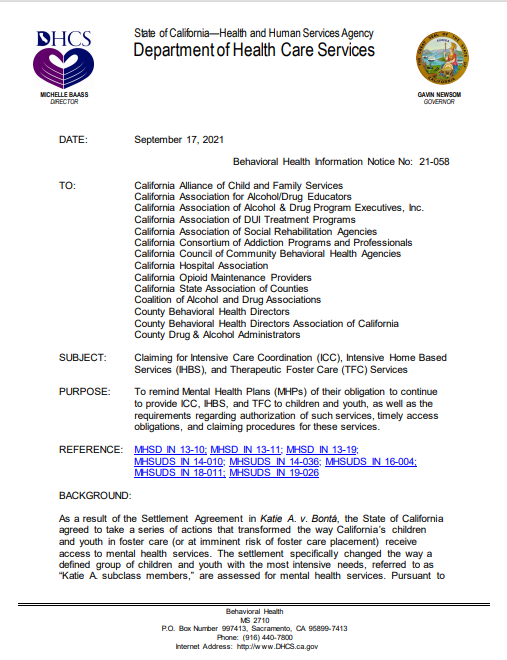 DHCS
State of California—Health and Human Services Agency
Department of Health Care Services
MICHELLE BAASS
DIRECTOR
GAVIN NEWSOM
GOVERNOR
DATE: September 17, 2021
Behavioral Health Information Notice No: 21-058
TO: California Alliance of Child and Family Services
California Association for Alcohol/Drug Educators
California Association of Alcohol & Drug Program Executives, Inc.
California Association of DUI Treatment Programs
California Association of Social Rehabilitation Agencies
California Consortium of Addiction Programs and Professionals
California Council of Community Behavioral Health Agencies
California Hospital Association
California Opioid Maintenance Providers
California State Association of Counties
Coalition of Alcohol and Drug Associations
County Behavioral Health Directors
County Behavioral Health Directors Association of California
County Drug & Alcohol Administrators
SUBJECT: Claiming for Intensive Care Coordination (ICC), Intensive Home Based
Services (IHBS), and Therapeutic Foster Care (TFC) Services
PURPOSE: To remind Mental Health Plans (MHPs) of their obligation to continue
to provide ICC, IHBS, and TFC to children and youth, as well as the
requirements regarding authorization of such services, timely access
obligations, and claiming procedures for these services.
REFERENCE: MHSD IN 13-10; MHSD IN 13-11; MHSD IN 13-19;
MHSUDS IN 14-010; MHSUDS IN 14-036; MHSUDS IN 16-004;
MHSUDS IN 18-011; MHSUDS IN 19-026
BACKGROUND:
As a result of the Settlement Agreement in Katie A. v. Bontá, the State of California
agreed to take a series of actions that transformed the way California's children
and youth in foster care (or at imminent risk of foster care placement) receive
access to mental health services. The settlement specifically changed the way a
defined group of children and youth with the most intensive needs, referred to as
“Katie A. subclass members,” are assessed for mental health services. Pursuant to
Behavioral Health
MS 2710
P.O. Box Number 997413, Sacramento, CA 95899-7413
Phone: (916) 440-7800
Internet Address: http://www.DHCS.ca.gov